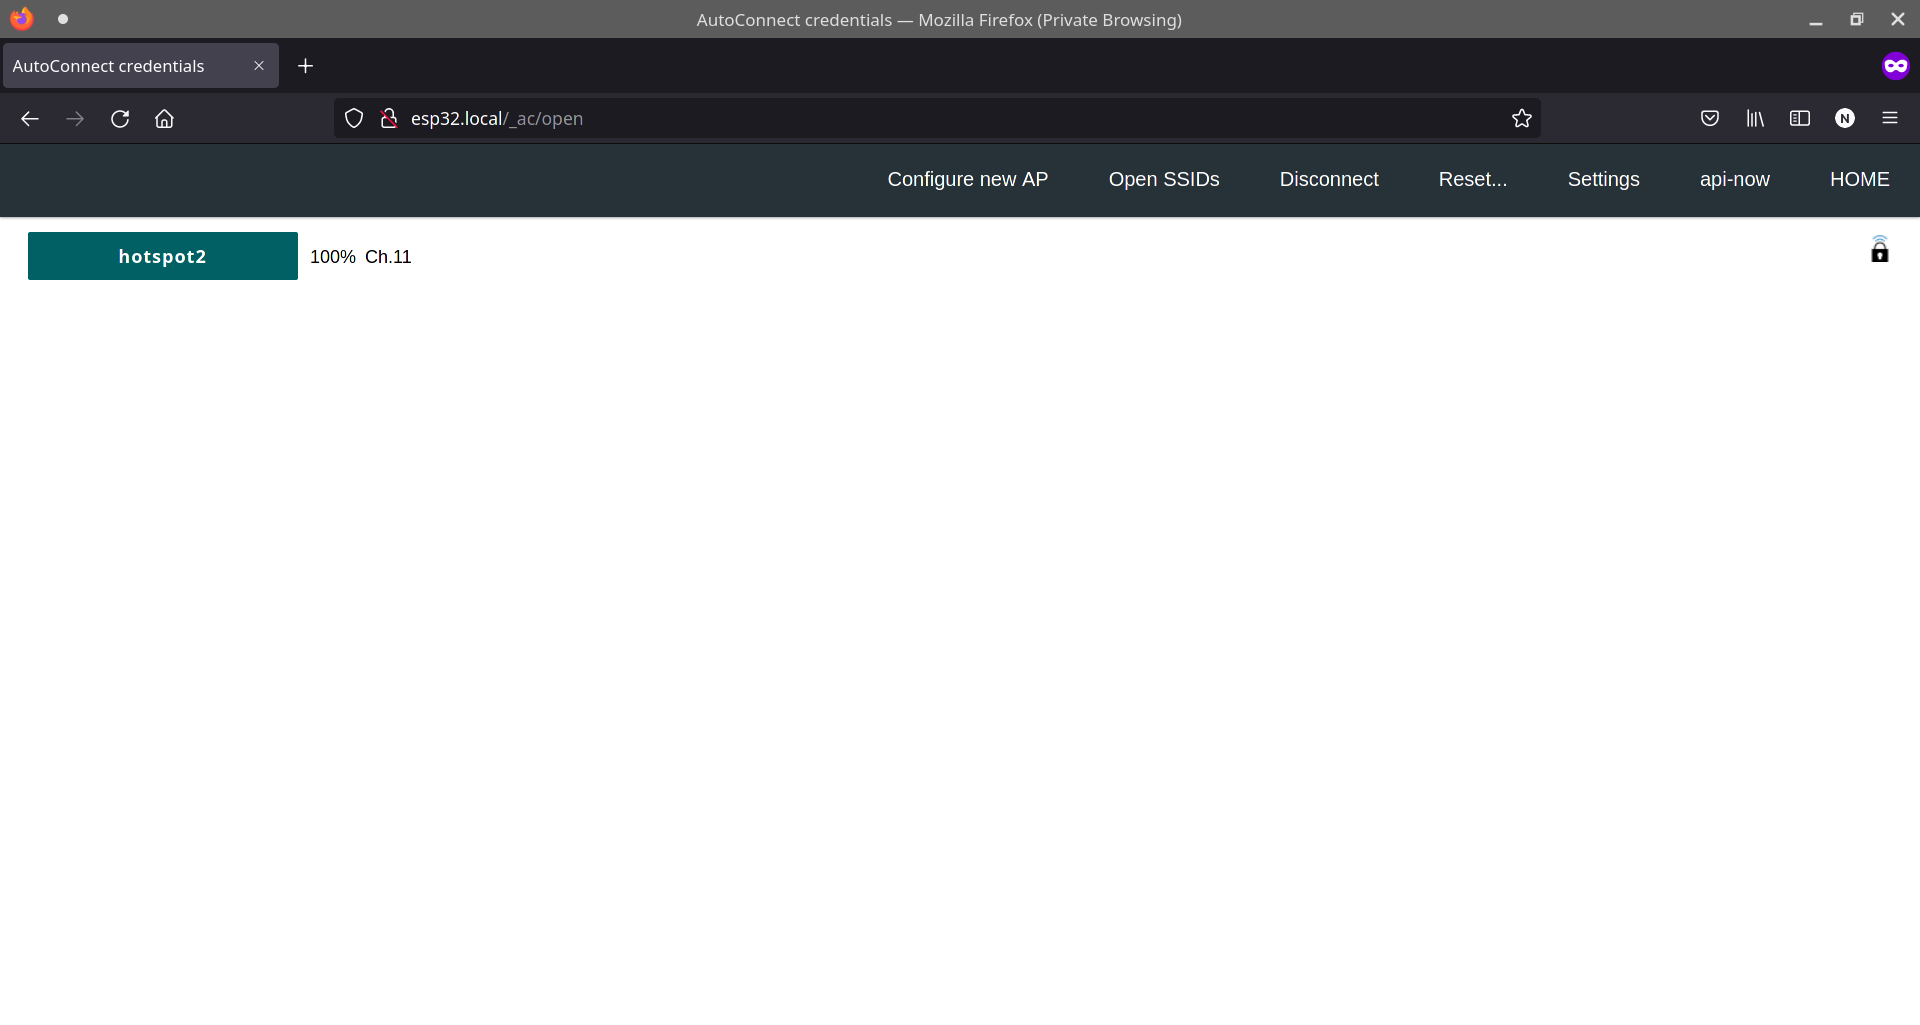 AutoConnect credentials — Mozilla Firefox (Private Browsing)
AutoConnect credentials
esp32.local/_ac/open
N
Configure new AP Open SSIDs Disconnect Reset... Settings api-now HOME
hotspot2 100% Ch.11